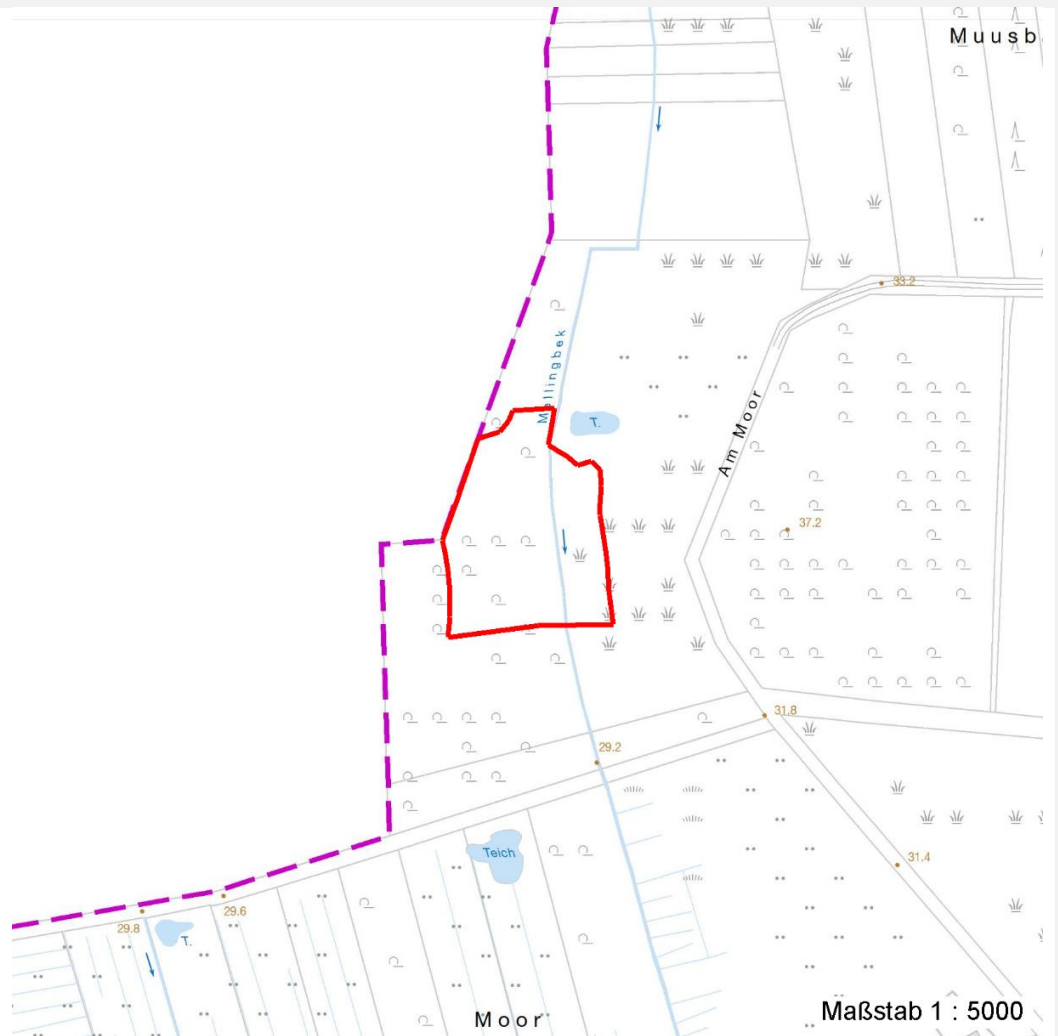 Muusb
33.2
Mellingbek
T.
Am Moor
37.2
31.8
29.2
Teich
31.4
29.6
29.8
T.
Moor
Maßstab 1 : 5000